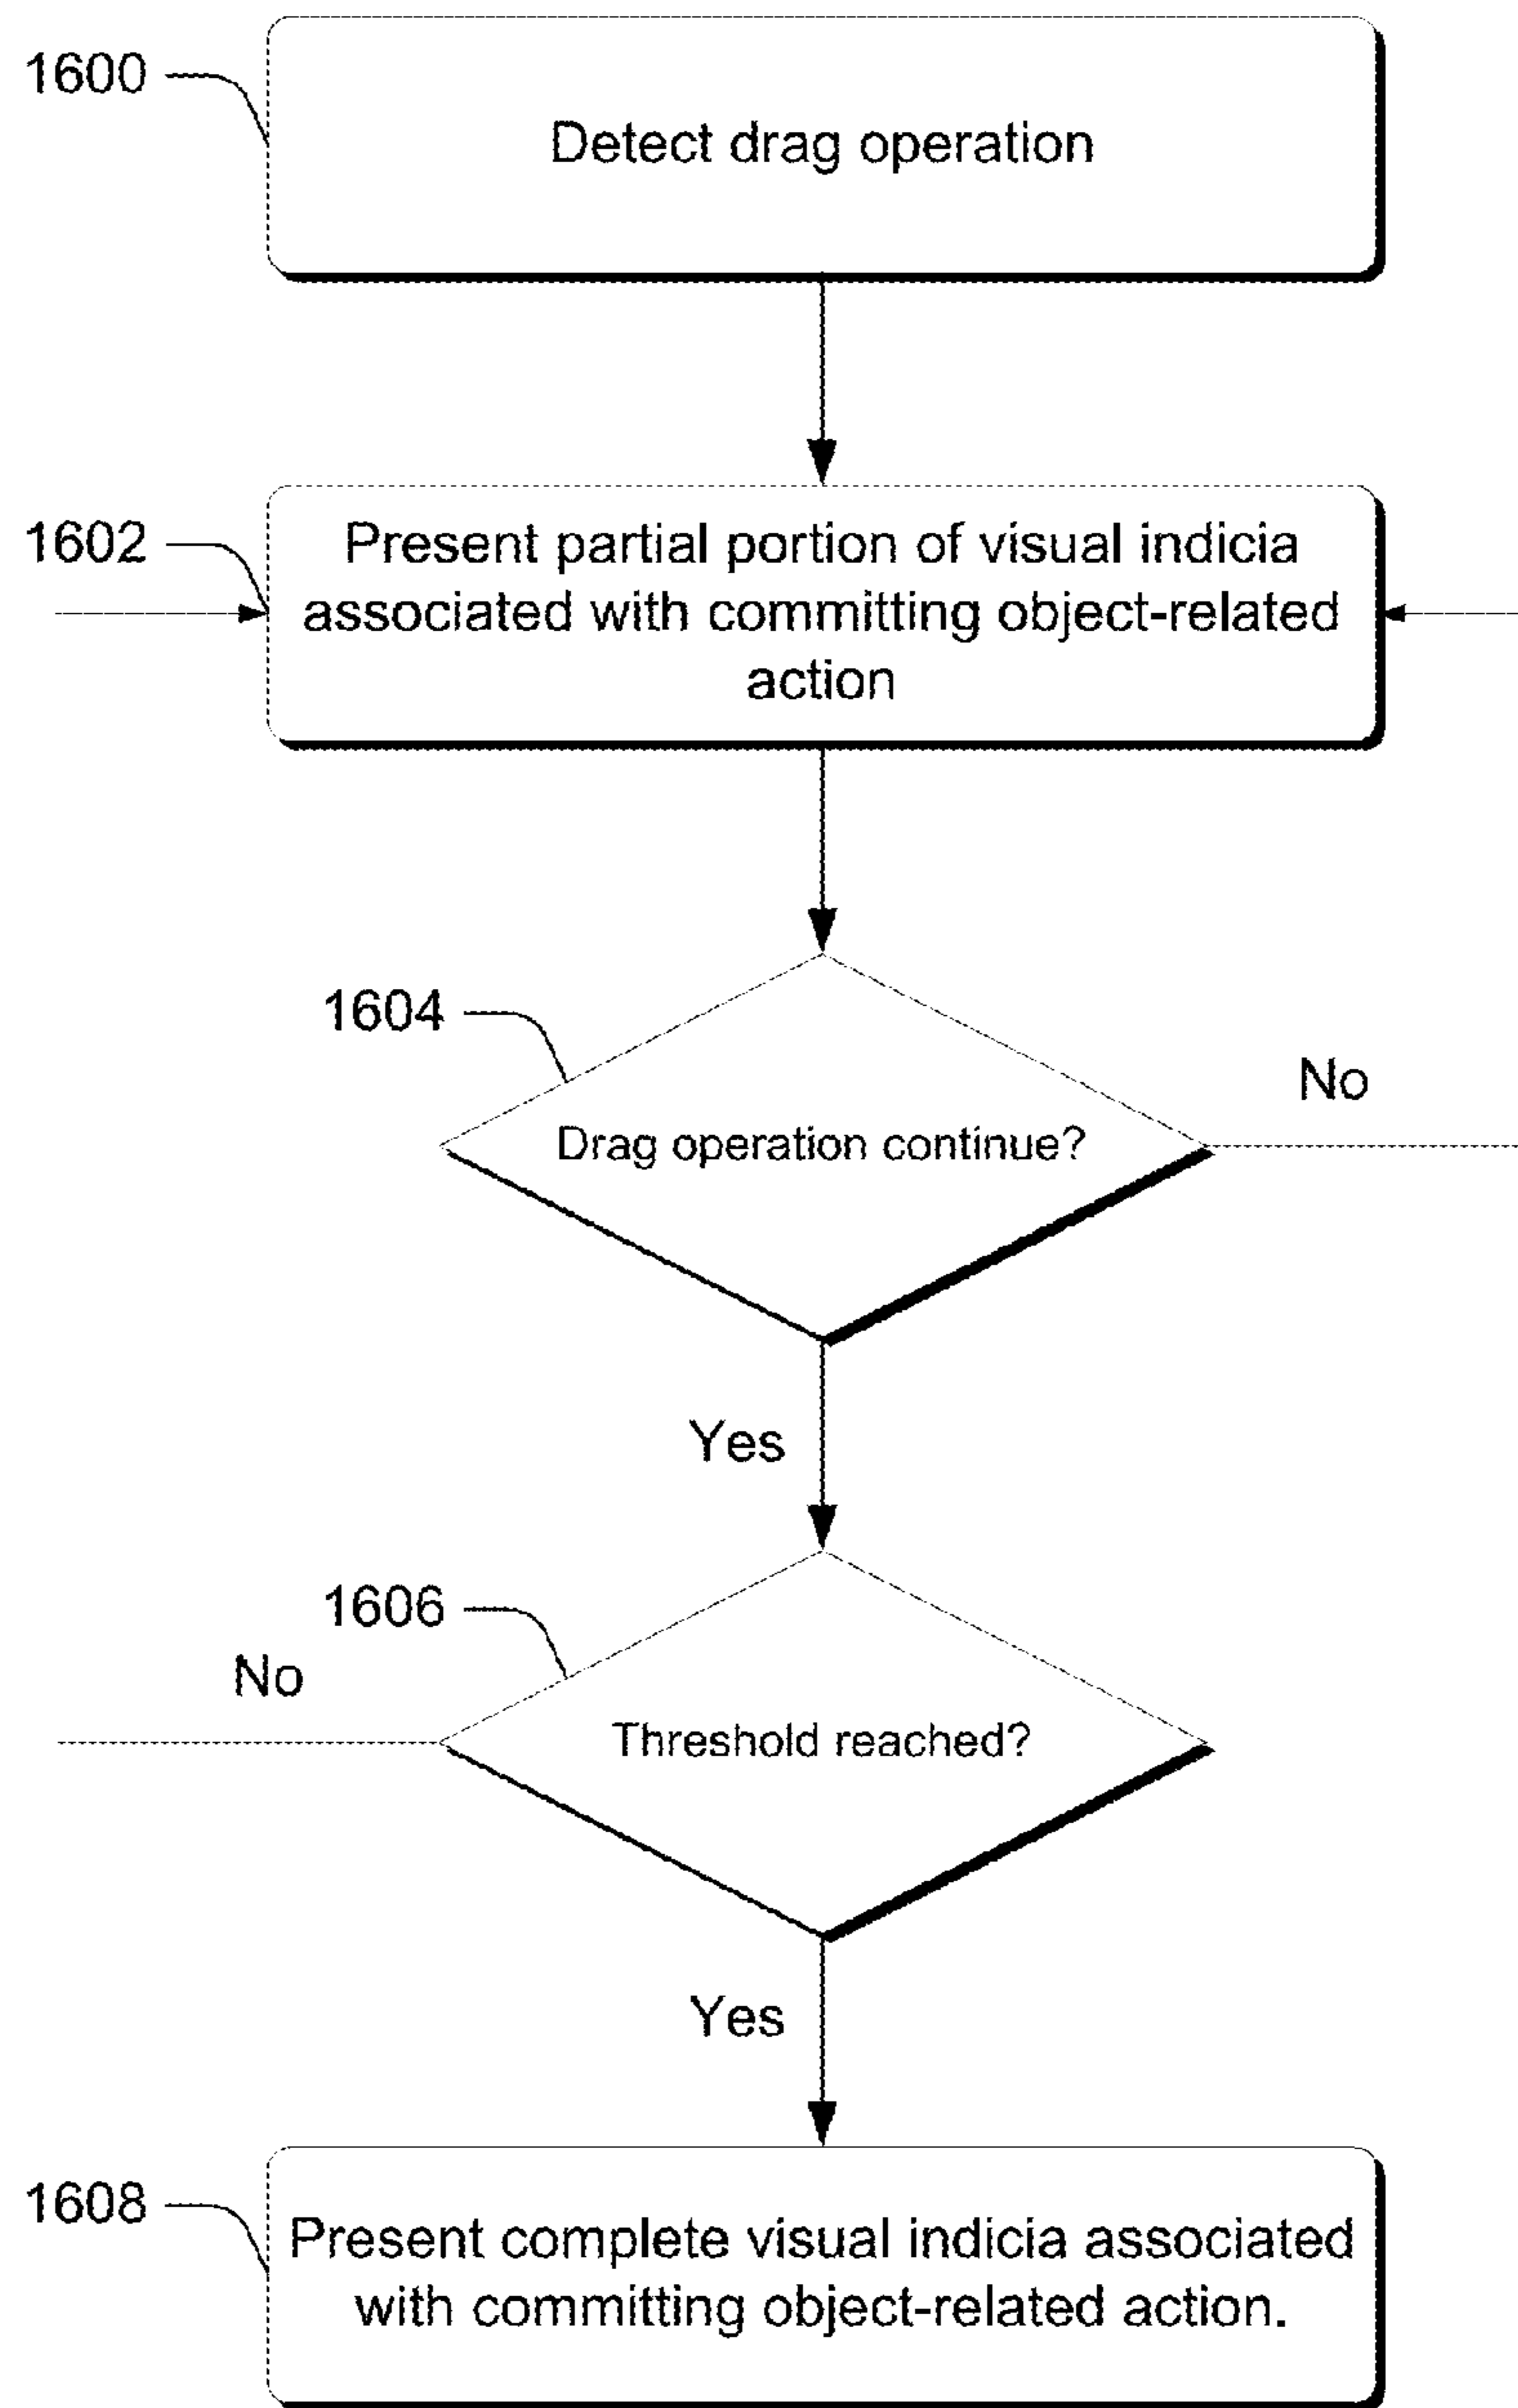 1600
Detect drag operation
1602
Present partial portion of visual indicia
associated with committing object-related
action
1604
Drag operation continue?
No
Yes
1606
Threshold reached?
No
Yes
1608
Present complete visual indicia associated
with committing object-related action.